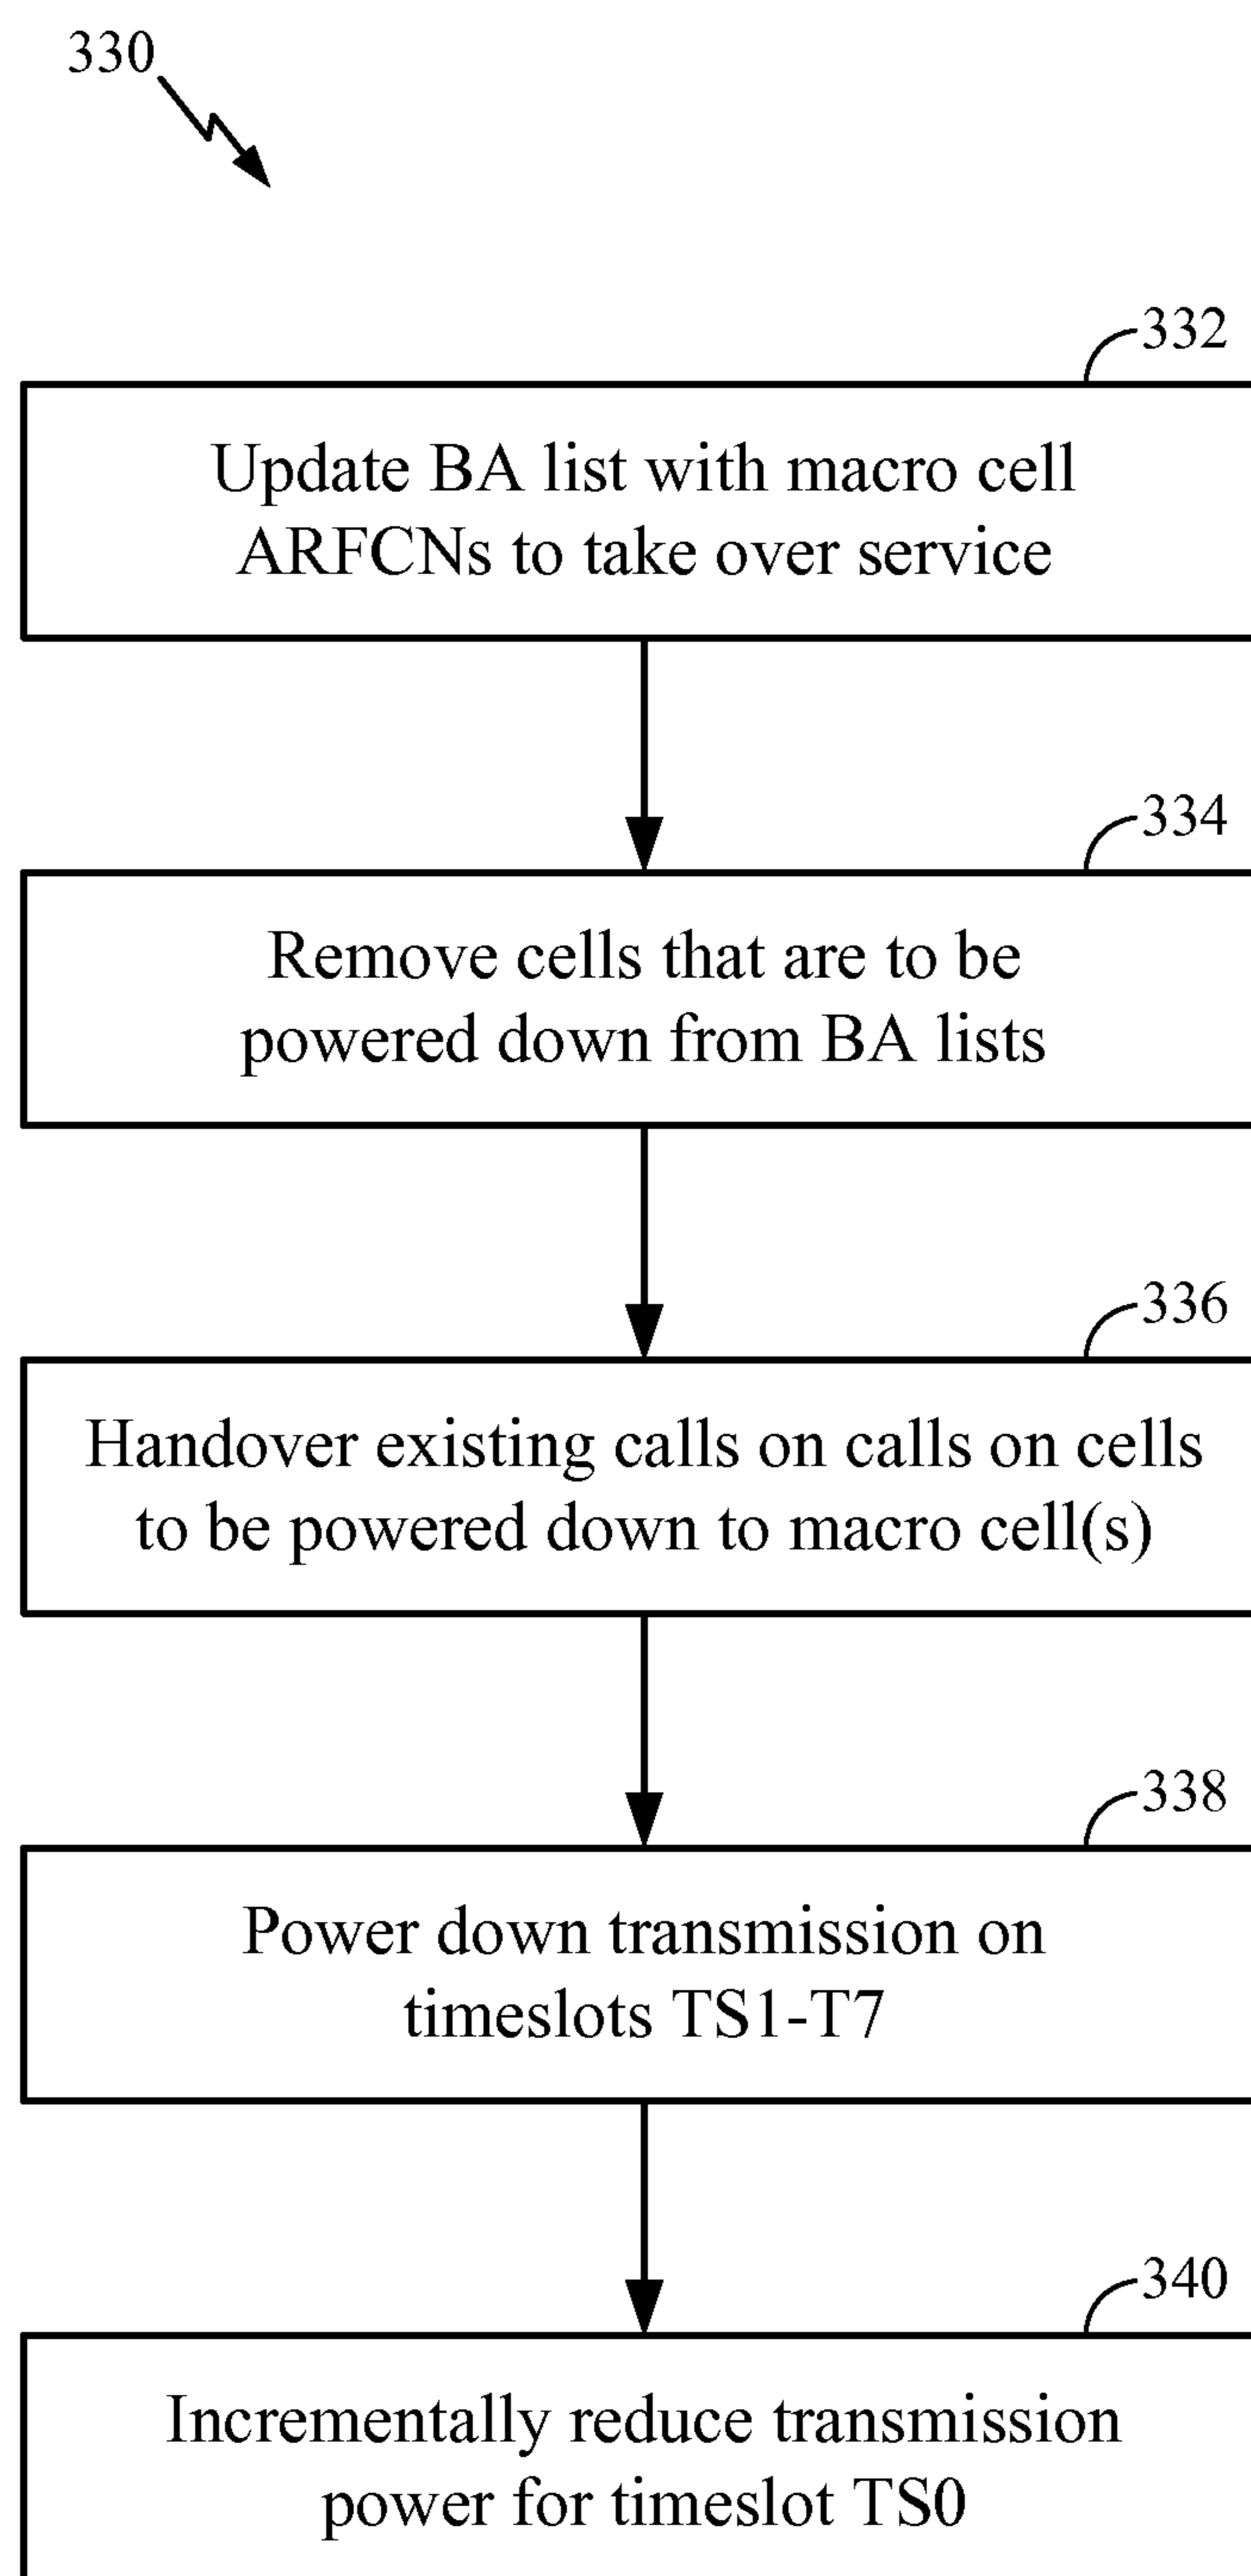 330
332
Update BA list with macro cell
ARFCNs to take over service
334
Remove cells that are to be
powered down from BA lists
336
Handover existing calls on calls on cells
to be powered down to macro cell(s)
338
Power down transmission on
timeslots TS1-T7
340
Incrementally reduce transmission
power for timeslot TS0